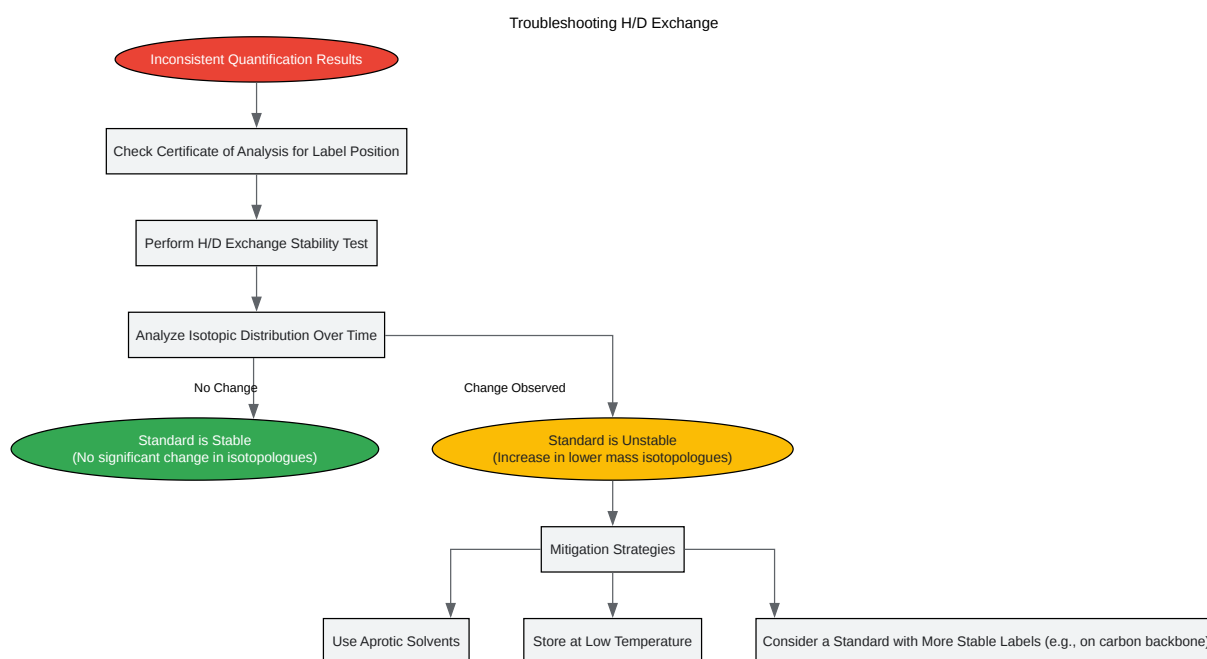 Troubleshooting H/D Exchange
Inconsistent Quantification Results
Check Certificate of Analysis for Label Position
Perform H/D Exchange Stability Test
Analyze Isotopic Distribution Over Time
No Change
Change Observed
Standard is Stable
(No significant change in isotopologues)
Standard is Unstable
(Increase in lower mass isotopologues)
Mitigation Strategies
Use Aprotic Solvents
Store at Low Temperature
Consider a Standard with More Stable Labels (e.g., on carbon backbone)